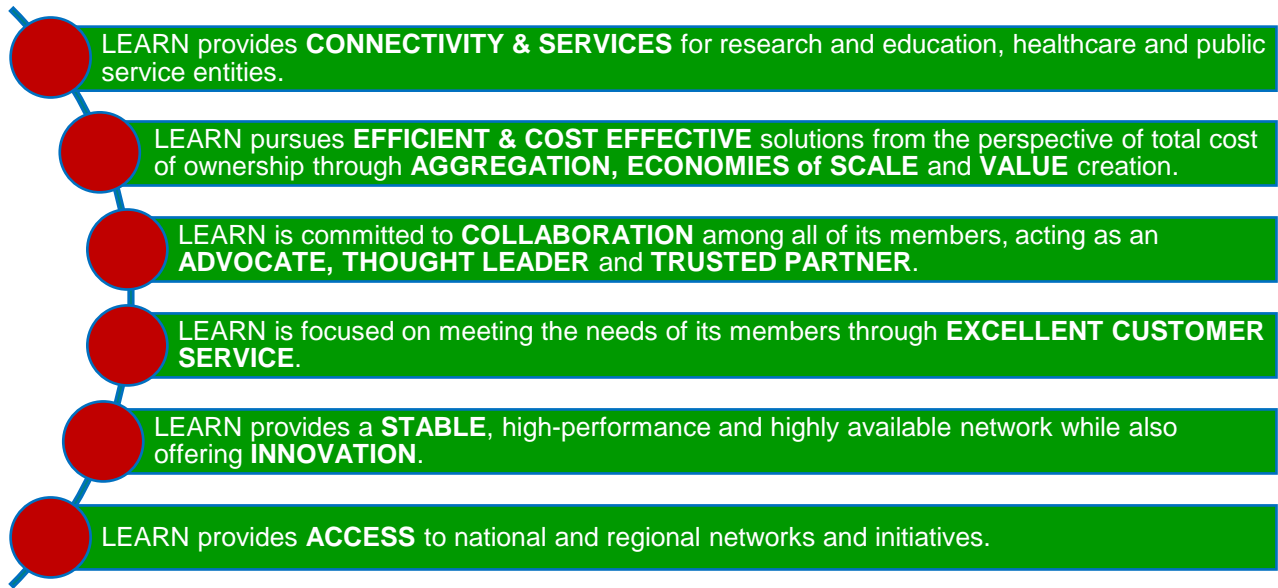 LEARN provides CONNECTIVITY & SERVICES for research and education, healthcare and public
service entities.
LEARN pursues EFFICIENT & COST EFFECTIVE solutions from the perspective of total cost
of ownership through AGGREGATION, ECONOMIES of SCALE and VALUE creation.
LEARN is committed to COLLABORATION among all of its members, acting as an
ADVOCATE, THOUGHT LEADER and TRUSTED PARTNER.
LEARN is focused on meeting the needs of its members through EXCELLENT CUSTOMER
SERVICE.
LEARN provides a STABLE, high-performance and highly available network while also
offering INNOVATION.
LEARN provides ACCESS to national and regional networks and initiatives.